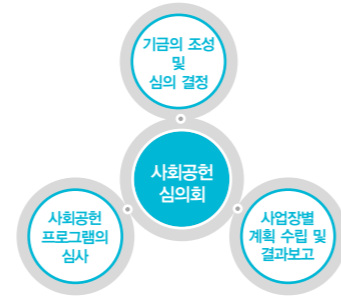 기금의 조성
및
심의 결정
사회공헌
심의회
사회공헌
프로그램의
심사
사업장별
계획 수립 및
결과보고